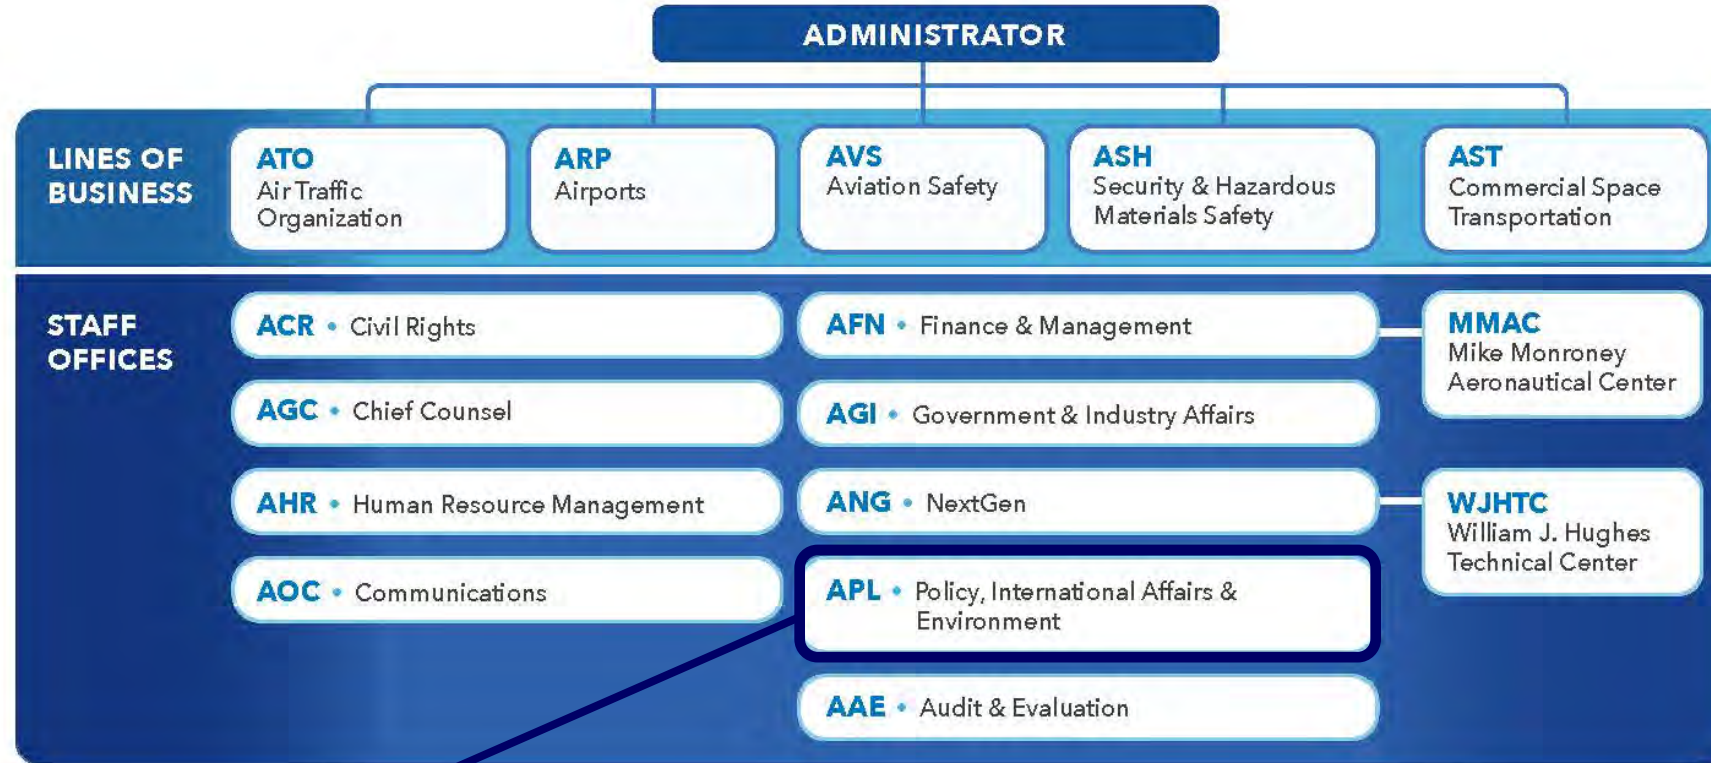 ADMINISTRATOR
LINES OF
BUSINESS
ATO
Air Traffic
Organization
ARP
Airports
AVS
Aviation Safety
ASH
Security & Hazardous
Materials Safety
AST
Commercial Space
Transportation
STAFF
OFFICES
ACR • Civil Rights
AGC • Chief Counsel
AHR • Human Resource Management
AOC • Communications
AFN • Finance & Management
AGI • Government & Industry Affairs
ANG • NextGen
APL • Policy, International Affairs &
Environment
AAE • Audit & Evaluation
MMAC
Mike Monroney
Aeronautical Center
WJHTC
William J. Hughes
Technical Center